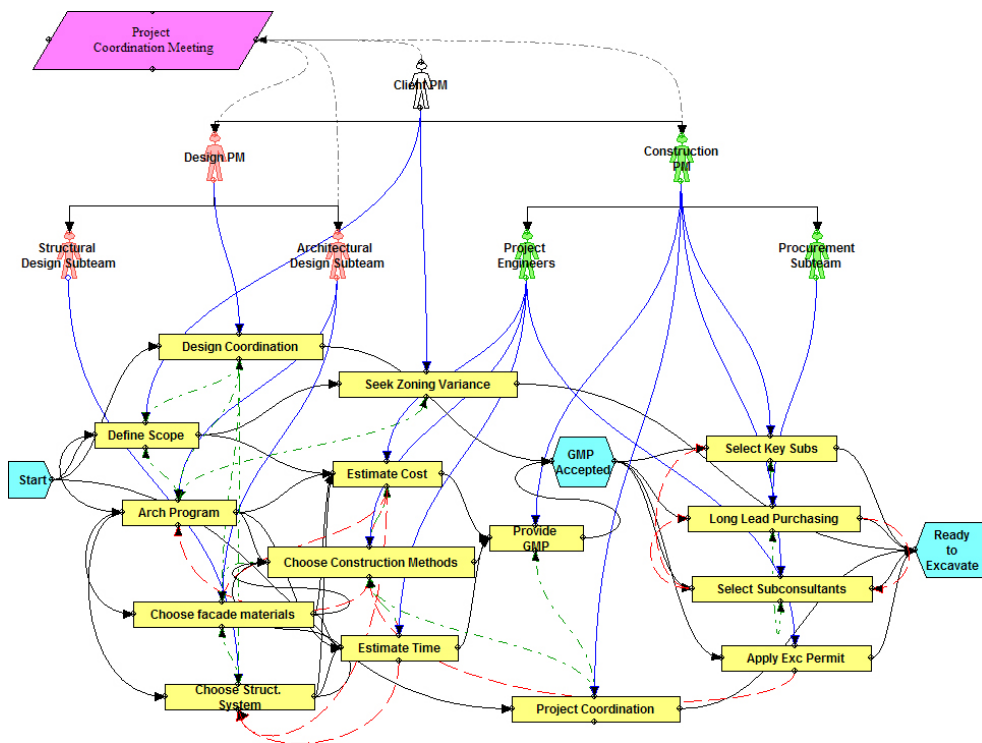 Project
Coordination Meeting
Client PM
Design PM
Construction
PM
Structural
Design Subteam
Architectural
Design Subteam
Project
Engineers
Procurement
Subteam
Design Coordination
Seek Zoning Variance
Define Scope
GMP
Accepted
Select Key Subs
Start
Estimate Cost
Arch Program
Long Lead Purchasing
Provide
GMP
Ready
to
Excavate
Choose Construction Methods
Select Subconsultants
Choose facade materials
Estimate Time
Apply Exc Permit
Choose Struct.
System
Project Coordination